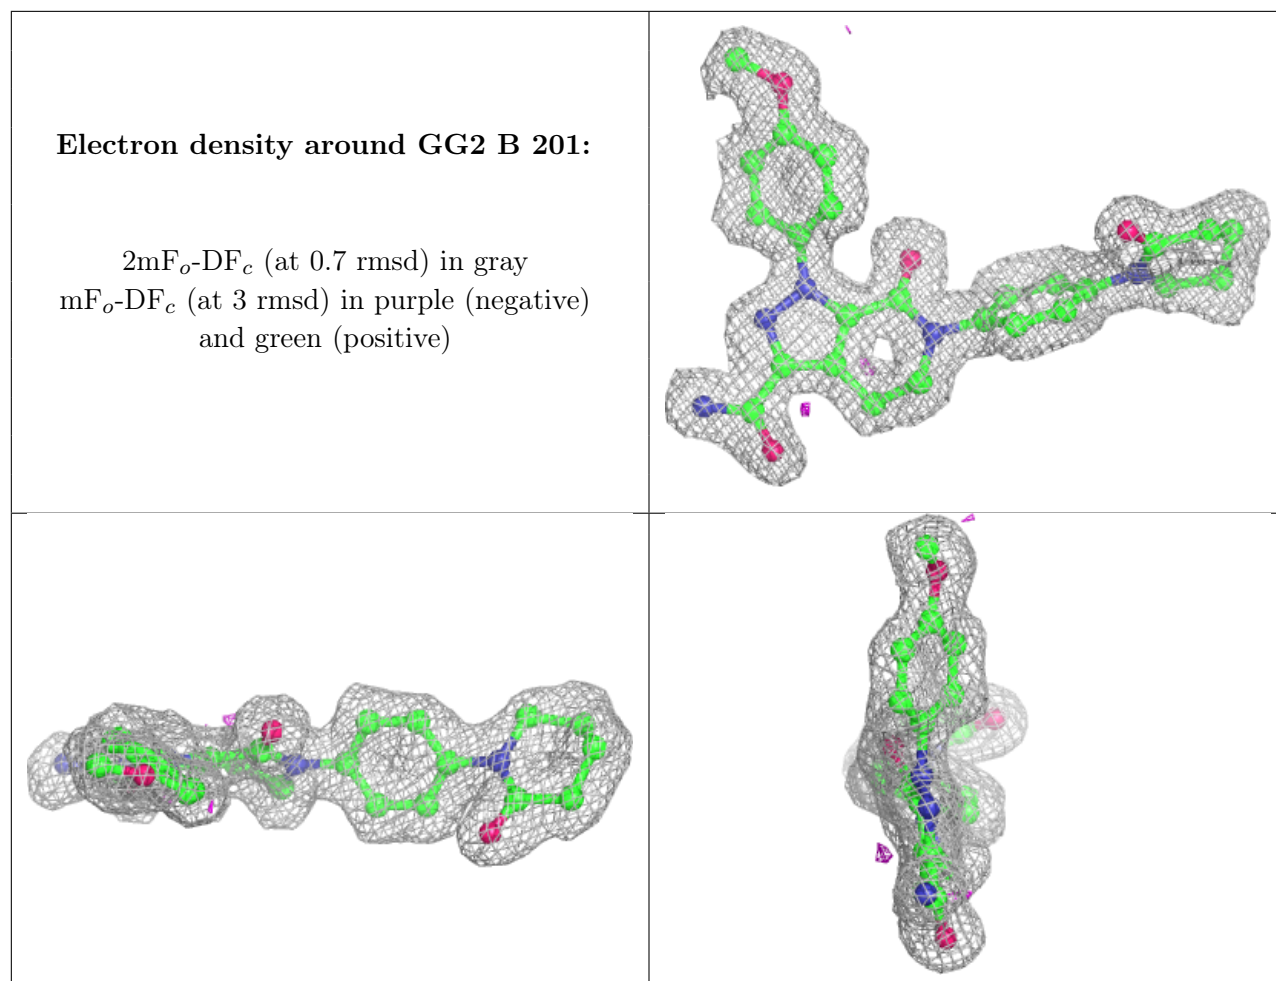 Electron density around GG2 B 201:
2mFo-DFc (at 0.7 rmsd) in gray
mFo-DFc (at 3 rmsd) in purple (negative)
and green (positive)